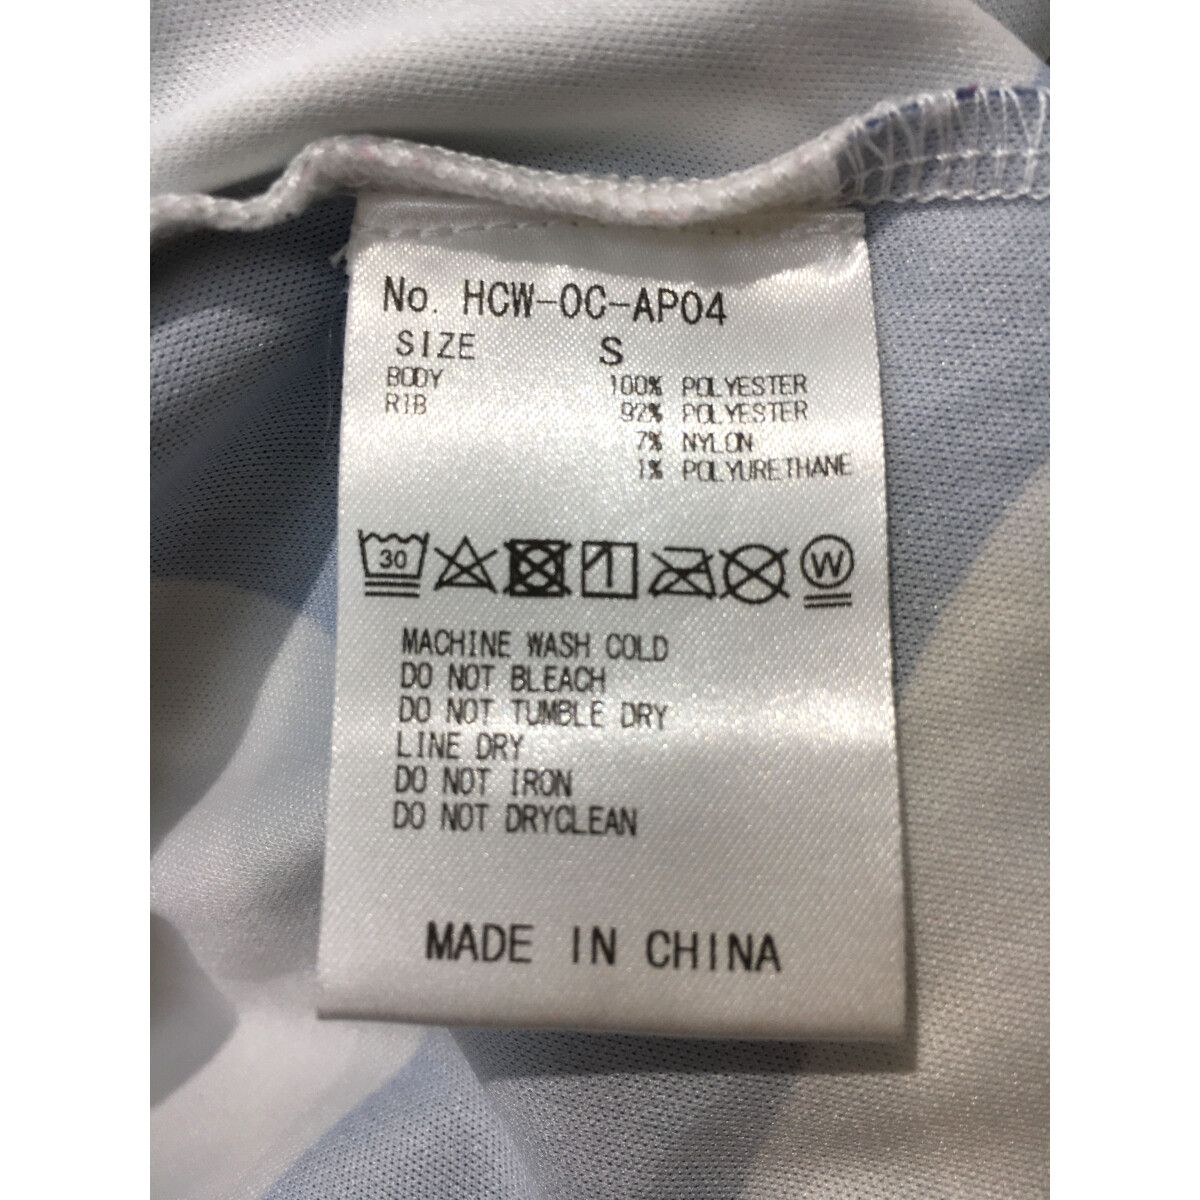 No. HCW-OC-AP04
SIZE S
BODY 100% POLYESTER
RIB 92% POLYESTER
7% NYLON
1% POLYURETHANE
30 W
MACHINE WASH COLD
DO NOT BLEACH
DO NOT TUMBLE DRY
LINE DRY
DO NOT IRON
DO NOT DRYCLEAN
MADE IN CHINA